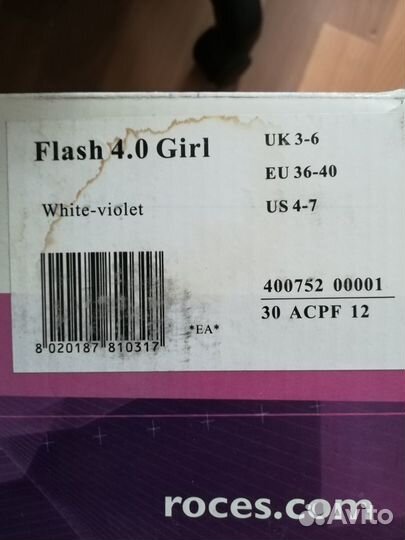 Flash 4.0 Girl
White-violet
8 020187 810317
*EA*
UK 3-6
EU 36-40
US 4-7
400752 00001
30 ACPF 12
roces.com
Avito